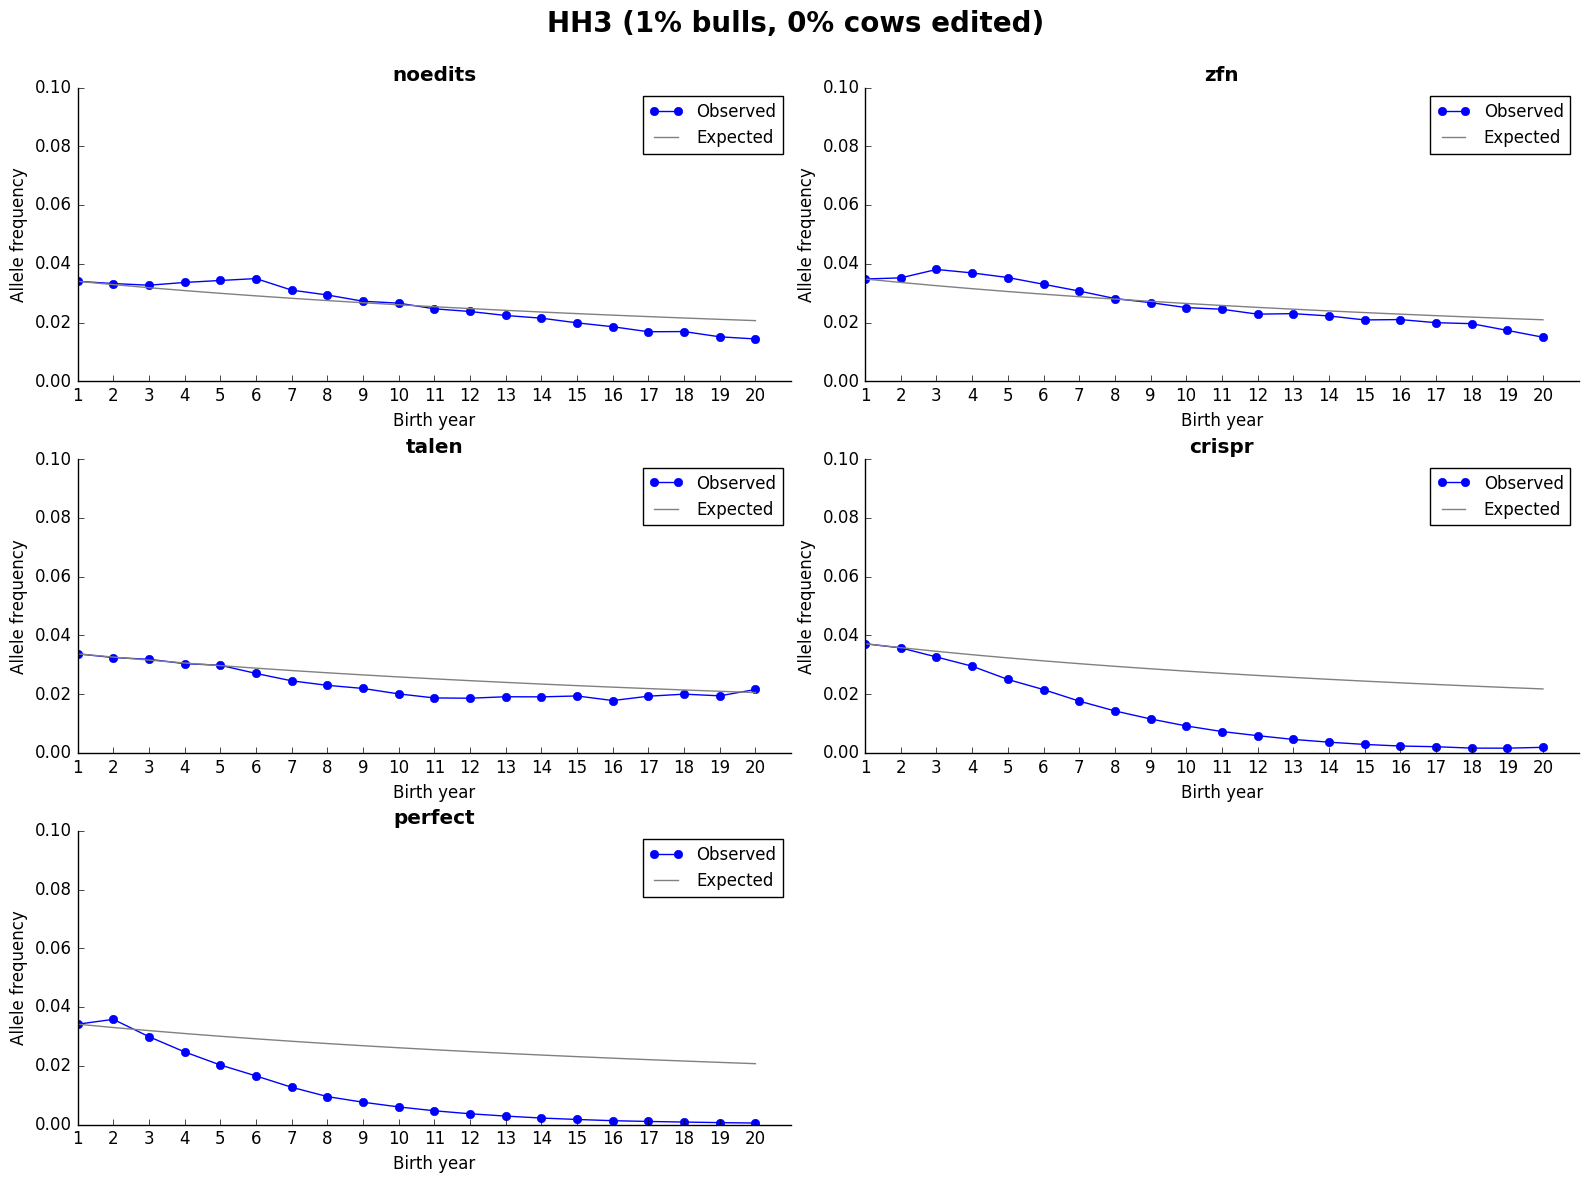 HH3 (1% bulls, 0% cows edited)
noedits
0.10
0.08
0.06
0.04
0.02
0.00
Allele frequency
Observed
Expected
1 2 3 4 5 6 7 8 9 10 11 12 13 14 15 16 17 18 19 20
Birth year
zfn
0.10
0.08
0.06
0.04
0.02
0.00
Allele frequency
Observed
Expected
1 2 3 4 5 6 7 8 9 10 11 12 13 14 15 16 17 18 19 20
Birth year
talen
0.10
0.08
0.06
0.04
0.02
0.00
Allele frequency
Observed
Expected
1 2 3 4 5 6 7 8 9 10 11 12 13 14 15 16 17 18 19 20
Birth year
crispr
0.10
0.08
0.06
0.04
0.02
0.00
Allele frequency
Observed
Expected
1 2 3 4 5 6 7 8 9 10 11 12 13 14 15 16 17 18 19 20
Birth year
perfect
0.10
0.08
0.06
0.04
0.02
0.00
Allele frequency
Observed
Expected
1 2 3 4 5 6 7 8 9 10 11 12 13 14 15 16 17 18 19 20
Birth year